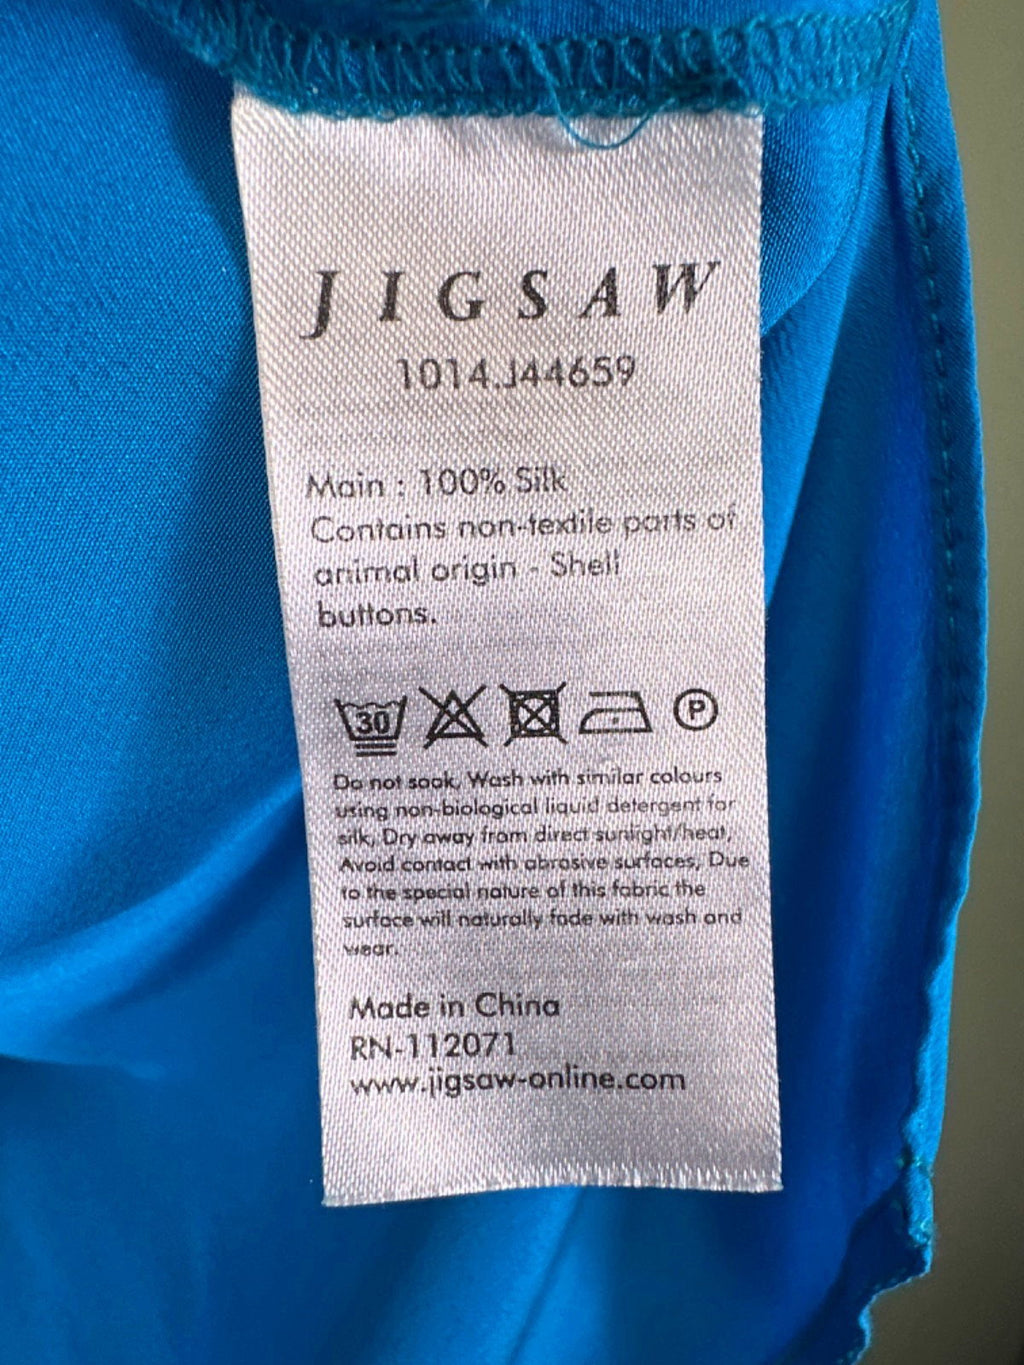 JIGSAW
1014.J44659
Main : 100% Silk
Contains non-textile parts of
animal origin - Shell
buttons.
30 P
Do not soak, Wash with similar colours
using non-biological liquid detergent for
silk, Dry away from direct sunlight/heat,
Avoid contact with abrasive surfaces, Due
to the special nature of this fabric the
surface will naturally fade with wash and
wear.
Made in China
RN-112071
www.jigsaw-online.com